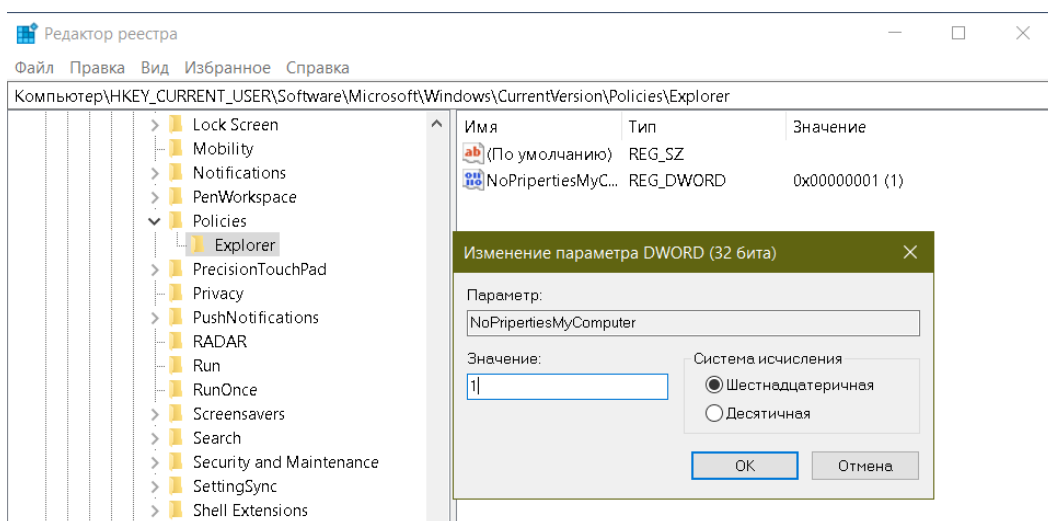 Редактор реестра
Файл Правка Вид Избранное Справка
Компьютер\HKEY_CURRENT_USER\Software\Microsoft\Windows\CurrentVersion\Policies\Explorer
Lock Screen
Mobility
Notifications
PenWorkspace
Policies
Explorer
PrecisionTouchPad
Privacy
PushNotifications
RADAR
Run
RunOnce
Screensavers
Search
Security and Maintenance
SettingSync
Shell Extensions
Имя Тип Значение
(По умолчанию) REG_SZ
NoPripertiesMyC... REG_DWORD 0x00000001 (1)
Изменение параметра DWORD (32 бита)
Параметр:
NoPripertiesMyComputer
Значение:
1
Система исчисления
Шестнадцатеричная
Десятичная
OK Отмена